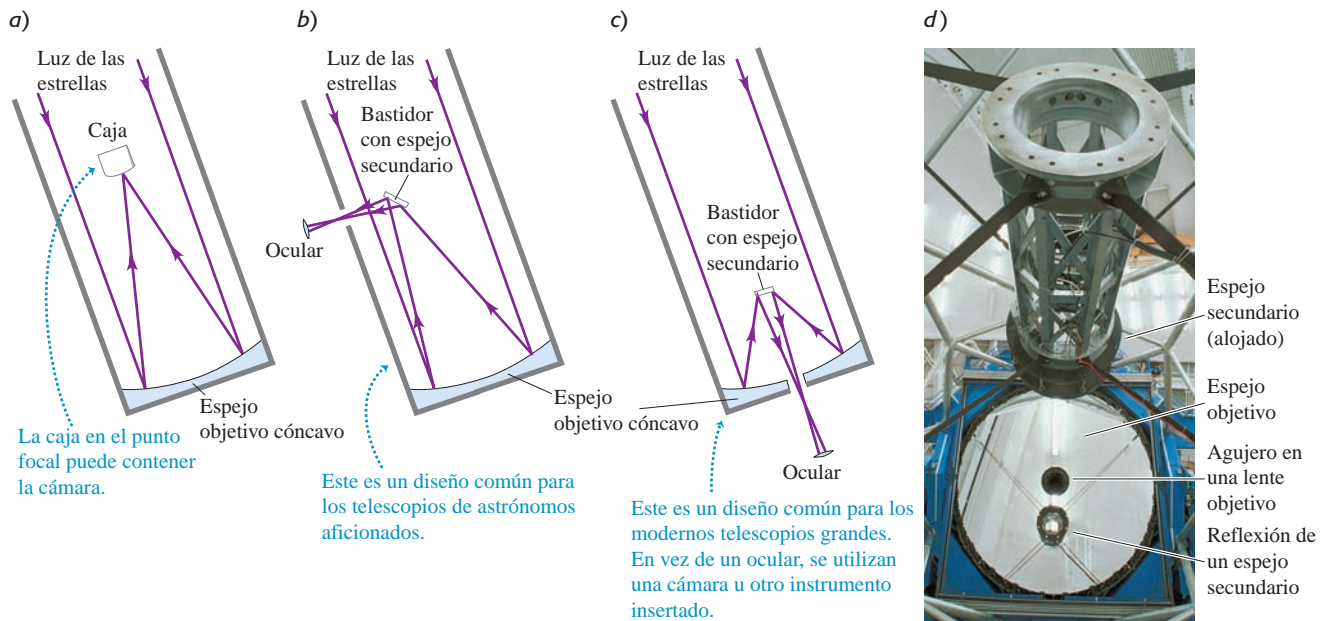 a)
Luz de las
estrellas
Caja
Espejo
objetivo cóncavo
La caja en el punto
focal puede contener
la cámara.
b)
Luz de las
estrellas
Bastidor
con espejo
secundario
Ocular
Espejo
objetivo cóncavo
Este es un diseño común para
los telescopios de astrónomos
aficionados.
c)
Luz de las
estrellas
Bastidor
con espejo
secundario
Ocular
Este es un diseño común para los
modernos telescopios grandes.
En vez de un ocular, se utilizan
una cámara u otro instrumento
insertado.
d)
Espejo
secundario
(alojado)
Espejo
objetivo
Agujero en
una lente
objetivo
Reflexión de
un espejo
secundario